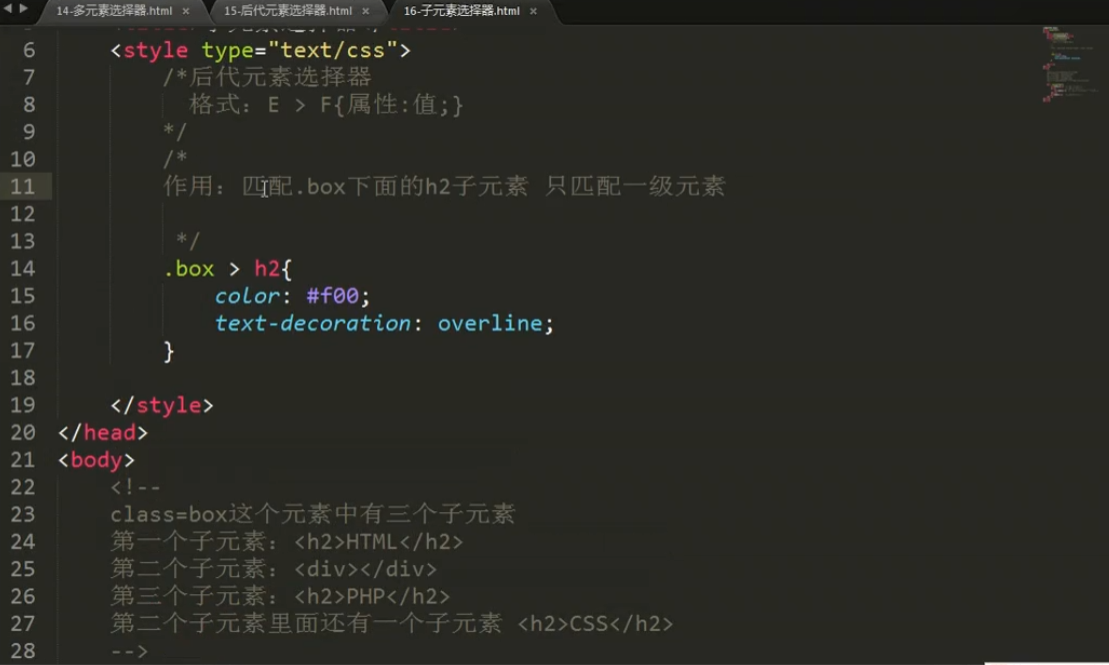 14-多元素选择器.html × 15-后代元素选择器.html × 16-子元素选择器.html ×
6 <style type="text/css">
7 /*后代元素选择器
8 格式: E > F{属性:值;}
9 */
10 /*
11 作用: 匹配.box下面的h2子元素 只匹配一级元素
12
13 */
14 .box > h2{
15 color: #f00;
16 text-decoration: overline;
17 }
18
19 </style>
20 </head>
21 <body>
22 <!--
23 class=box这个元素中有三个子元素
24 第一个子元素: <h2>HTML</h2>
25 第二个子元素: <div></div>
26 第三个子元素: <h2>PHP</h2>
27 第二个子元素里面还有一个子元素 <h2>CSS</h2>
28 -->